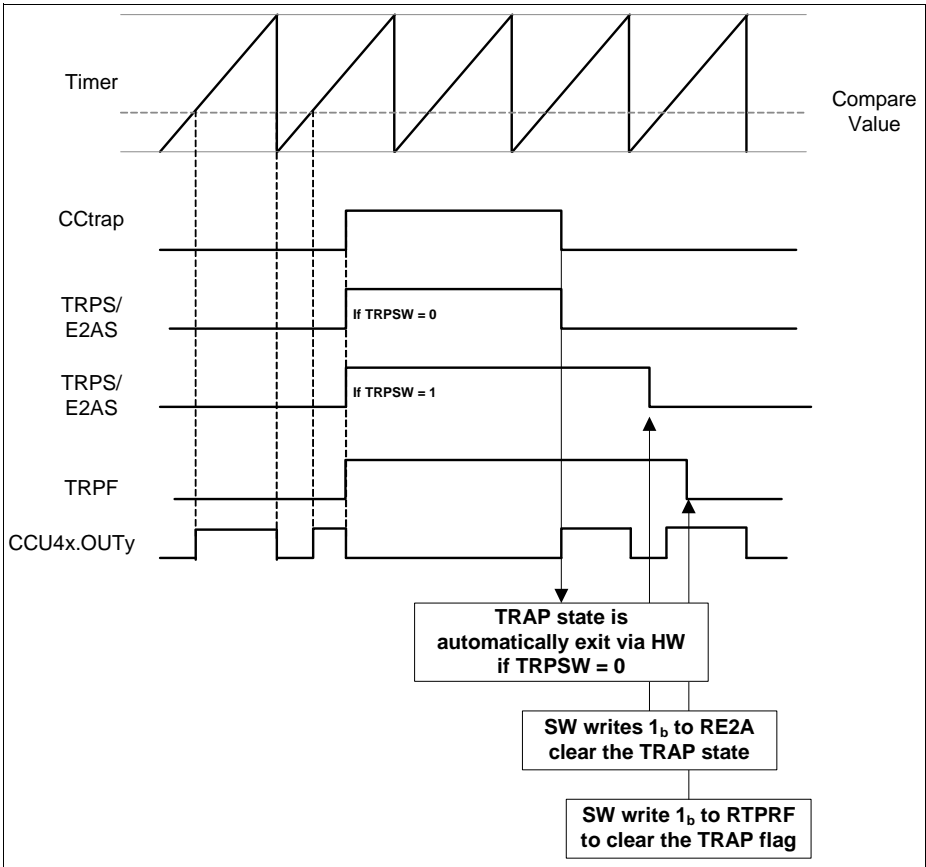 Timer
Compare
Value
CCtrap
TRPS/
E2AS
If TRPSW = 0
TRPS/
E2AS
If TRPSW = 1
TRPF
CCU4x.OUTy
TRAP state is
automatically exit via HW
if TRPSW = 0
SW writes 1b to RE2A
clear the TRAP state
SW write 1b to RTPRF
to clear the TRAP flag